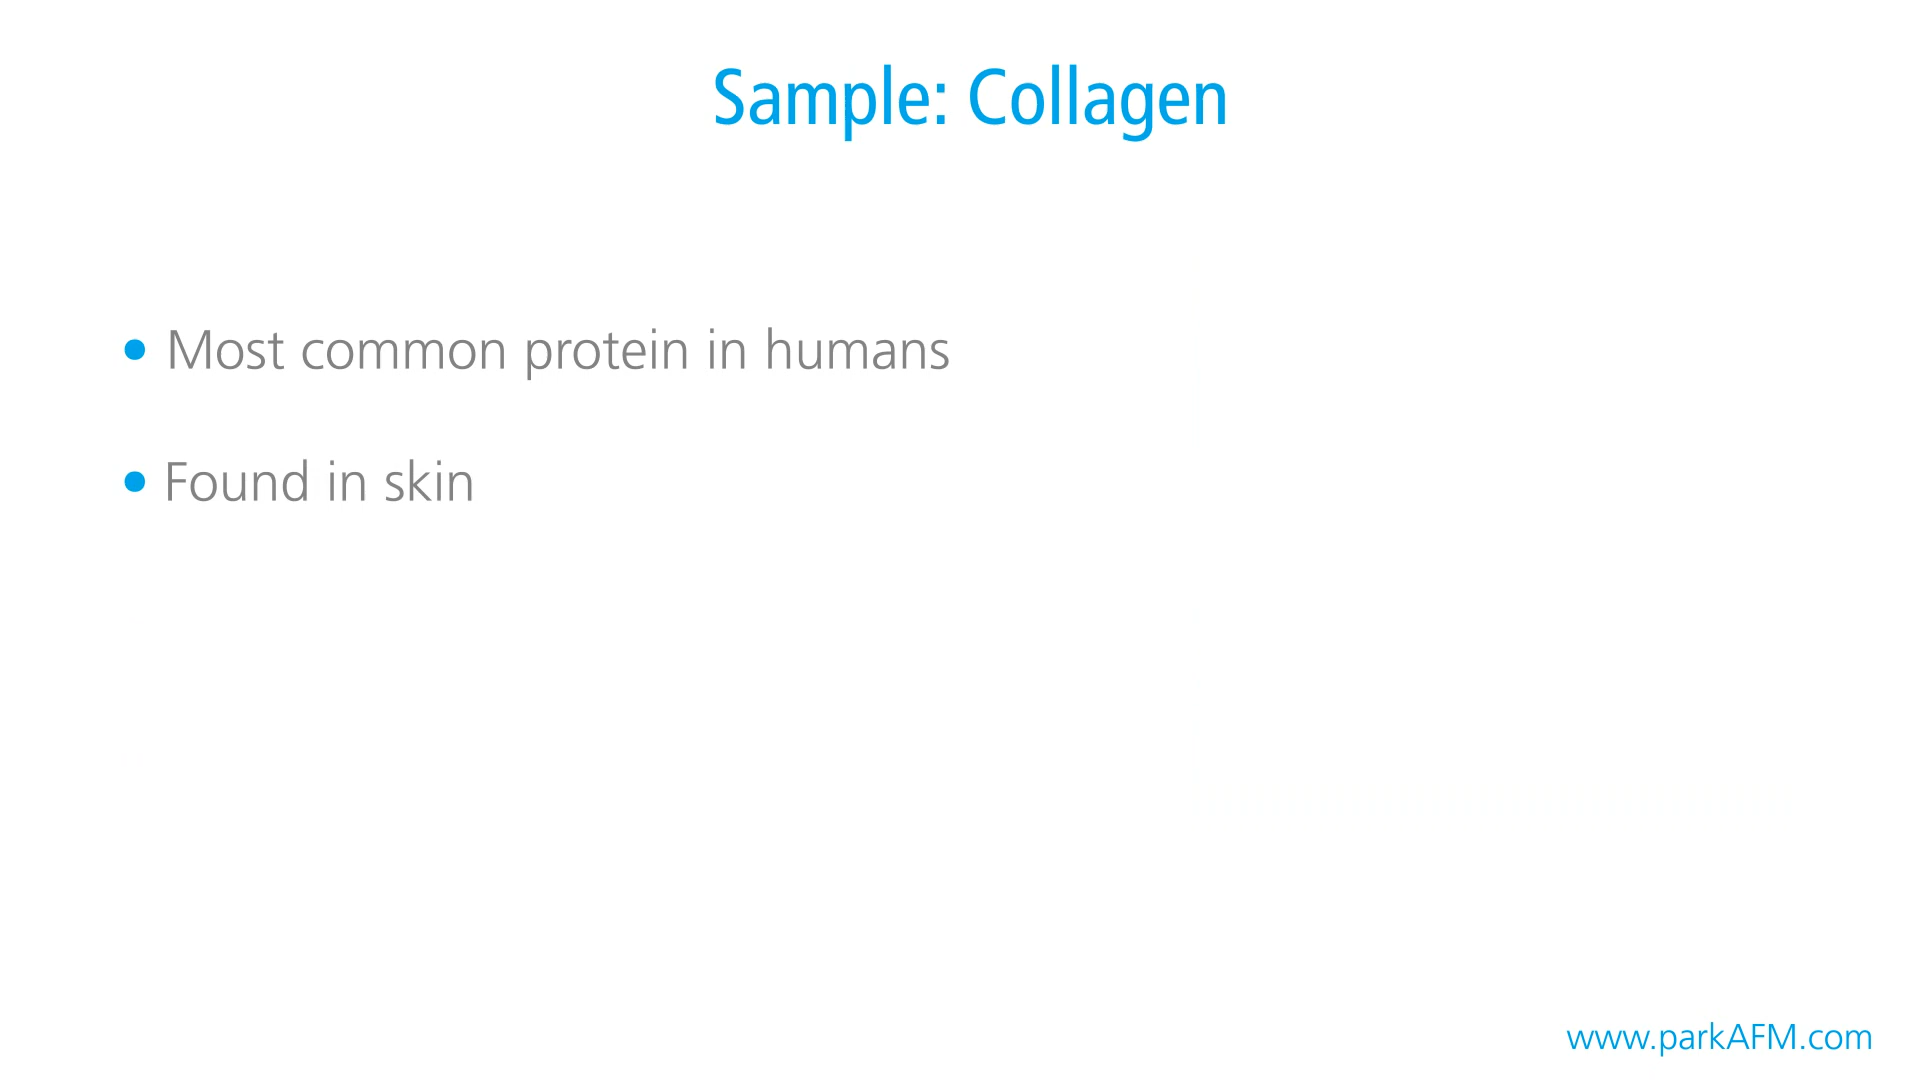 Sample: Collagen
• Most common protein in humans
• Found in skin
www.parkAFM.com